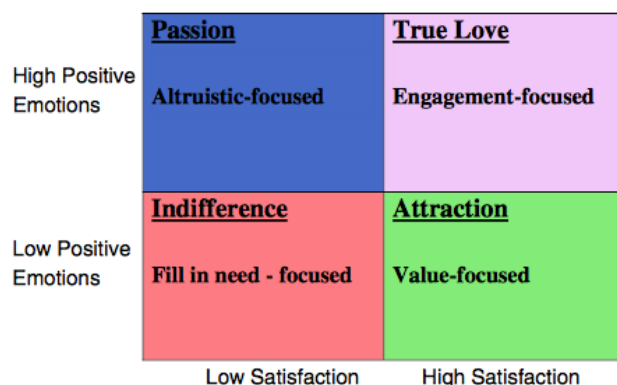 Passion
True Love
High Positive
Emotions
Altruistic-focused
Engagement-focused
Indifference
Attraction
Low Positive
Emotions
Fill in need - focused
Value-focused
Low Satisfaction
High Satisfaction